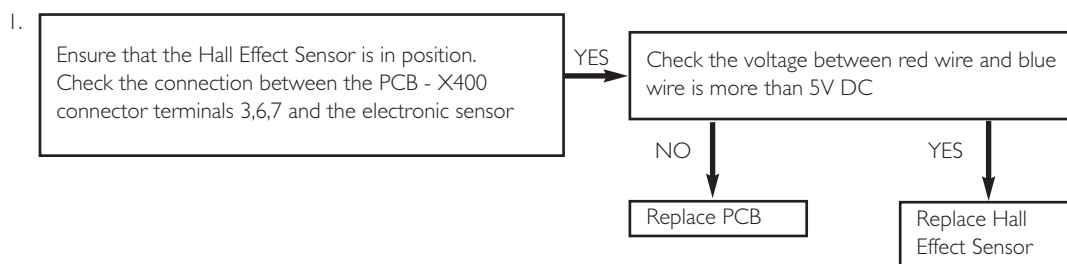 1.
Ensure that the Hall Effect Sensor is in position.
Check the connection between the PCB - X400
connector terminals 3,6,7 and the electronic sensor
YES
Check the voltage between red wire and blue
wire is more than 5V DC
NO
YES
Replace PCB
Replace Hall
Effect Sensor